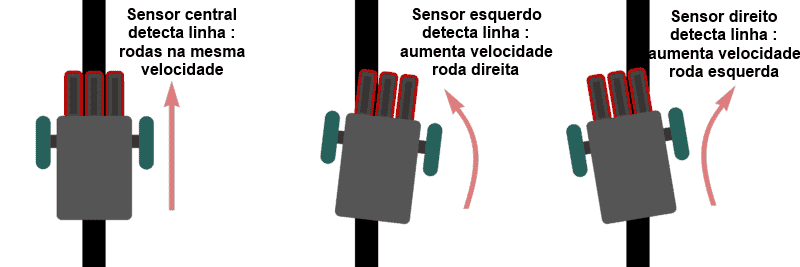 Sensor central
detecta linha :
rodas na mesma
velocidade
Sensor esquerdo
detecta linha :
aumenta velocidade
roda direita
Sensor direito
detecta linha :
aumenta velocidade
roda esquerda